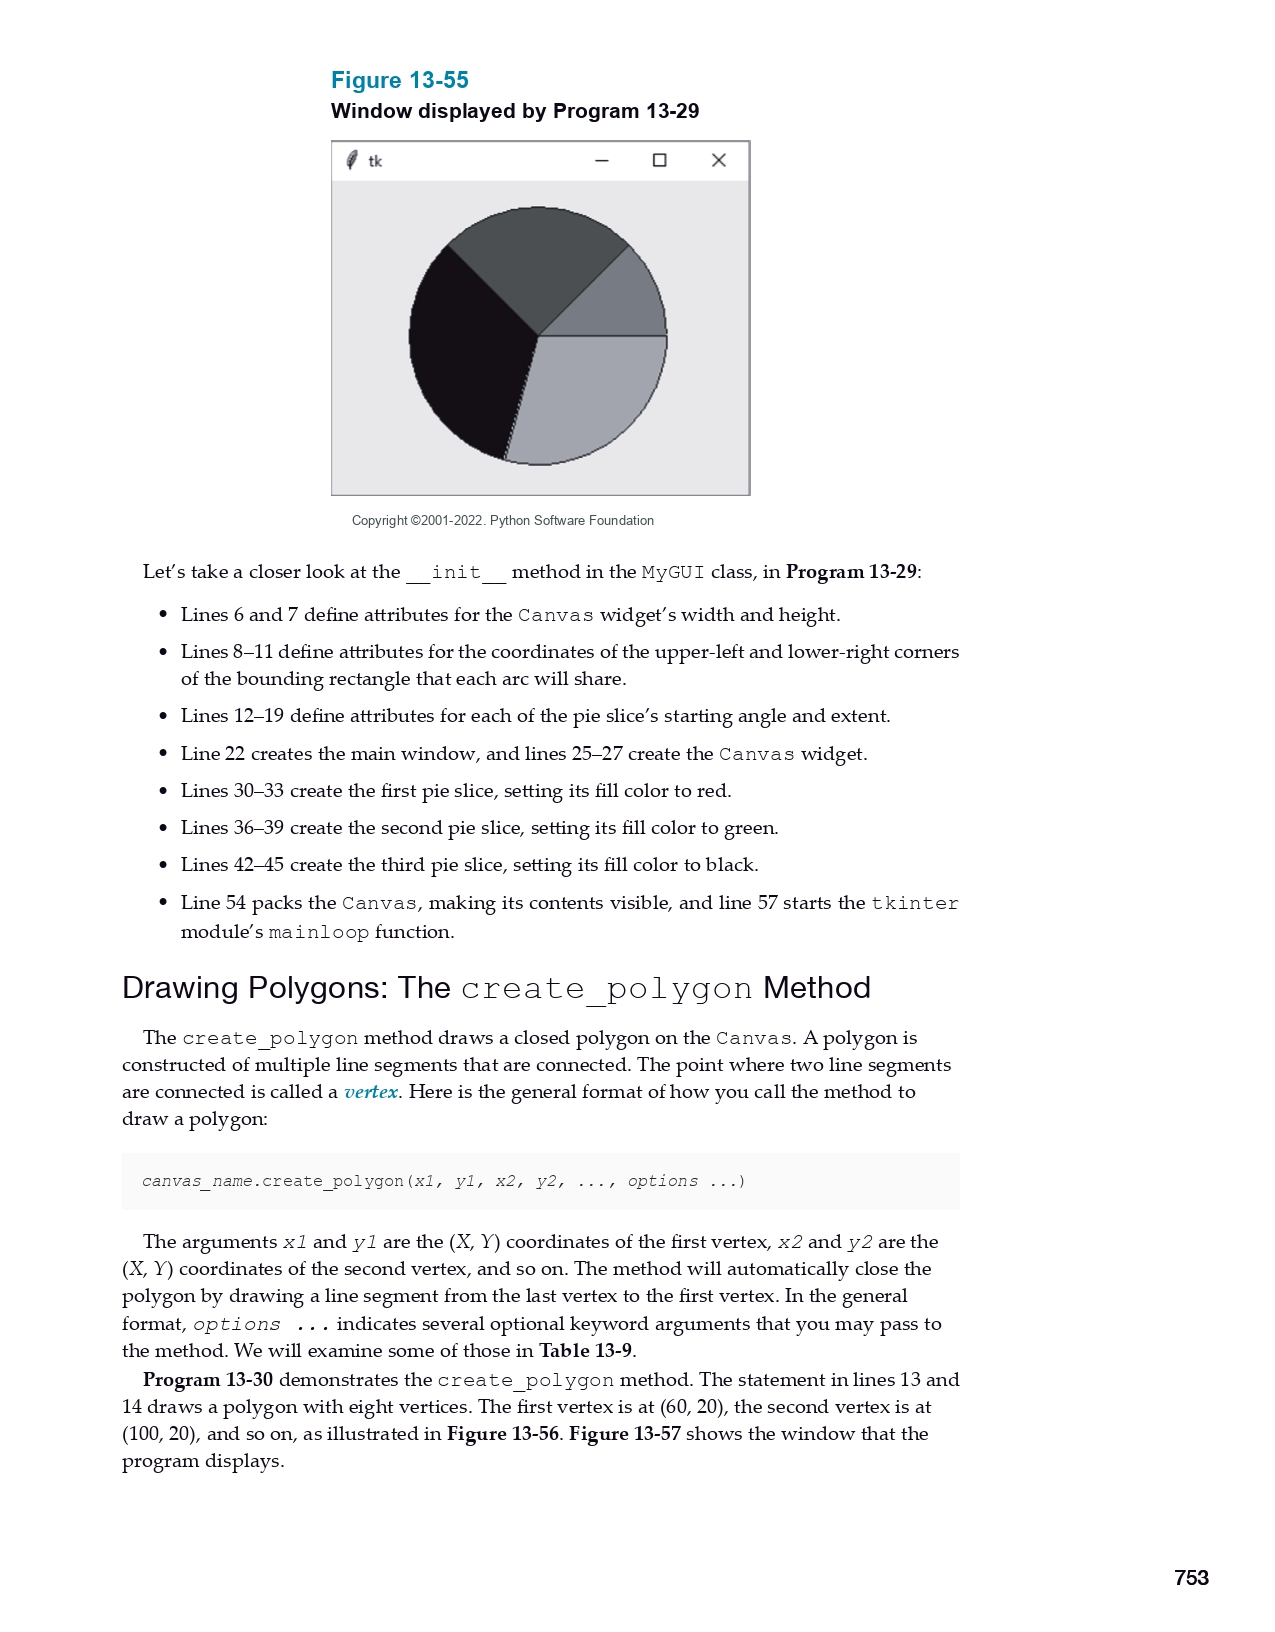 Figure 13-55
Window displayed by Program 13-29
tk
Copyright ©2001-2022. Python Software Foundation
Let’s take a closer look at the __init__ method in the MyGUI class, in Program 13-29:
• Lines 6 and 7 define attributes for the Canvas widget’s width and height.
• Lines 8–11 define attributes for the coordinates of the upper-left and lower-right corners
of the bounding rectangle that each arc will share.
• Lines 12–19 define attributes for each of the pie slice’s starting angle and extent.
• Line 22 creates the main window, and lines 25–27 create the Canvas widget.
• Lines 30–33 create the first pie slice, setting its fill color to red.
• Lines 36–39 create the second pie slice, setting its fill color to green.
• Lines 42–45 create the third pie slice, setting its fill color to black.
• Line 54 packs the Canvas, making its contents visible, and line 57 starts the tkinter
module’s mainloop function.
Drawing Polygons: The create_polygon Method
The create_polygon method draws a closed polygon on the Canvas. A polygon is
constructed of multiple line segments that are connected. The point where two line segments
are connected is called a vertex. Here is the general format of how you call the method to
draw a polygon:
canvas_name.create_polygon(x1, y1, x2, y2, ..., options ...)
The arguments x1 and y1 are the (X, Y) coordinates of the first vertex, x2 and y2 are the
(X, Y) coordinates of the second vertex, and so on. The method will automatically close the
polygon by drawing a line segment from the last vertex to the first vertex. In the general
format, options ... indicates several optional keyword arguments that you may pass to
the method. We will examine some of those in Table 13-9.
Program 13-30 demonstrates the create_polygon method. The statement in lines 13 and
14 draws a polygon with eight vertices. The first vertex is at (60, 20), the second vertex is at
(100, 20), and so on, as illustrated in Figure 13-56. Figure 13-57 shows the window that the
program displays.
753